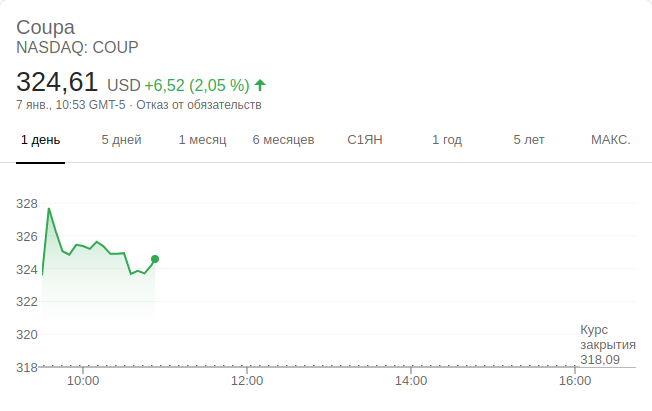 Coupa
NASDAQ: COUP
324,61 USD +6,52 (2,05 %)
7 янв., 10:53 GMT-5 · Отказ от обязательств
1 день 5 дней 1 месяц 6 месяцев С1ЯН 1 год 5 лет МАКС.
328
326
324
322
320
318
Курс
закрытия
318,09
10:00 12:00 14:00 16:00